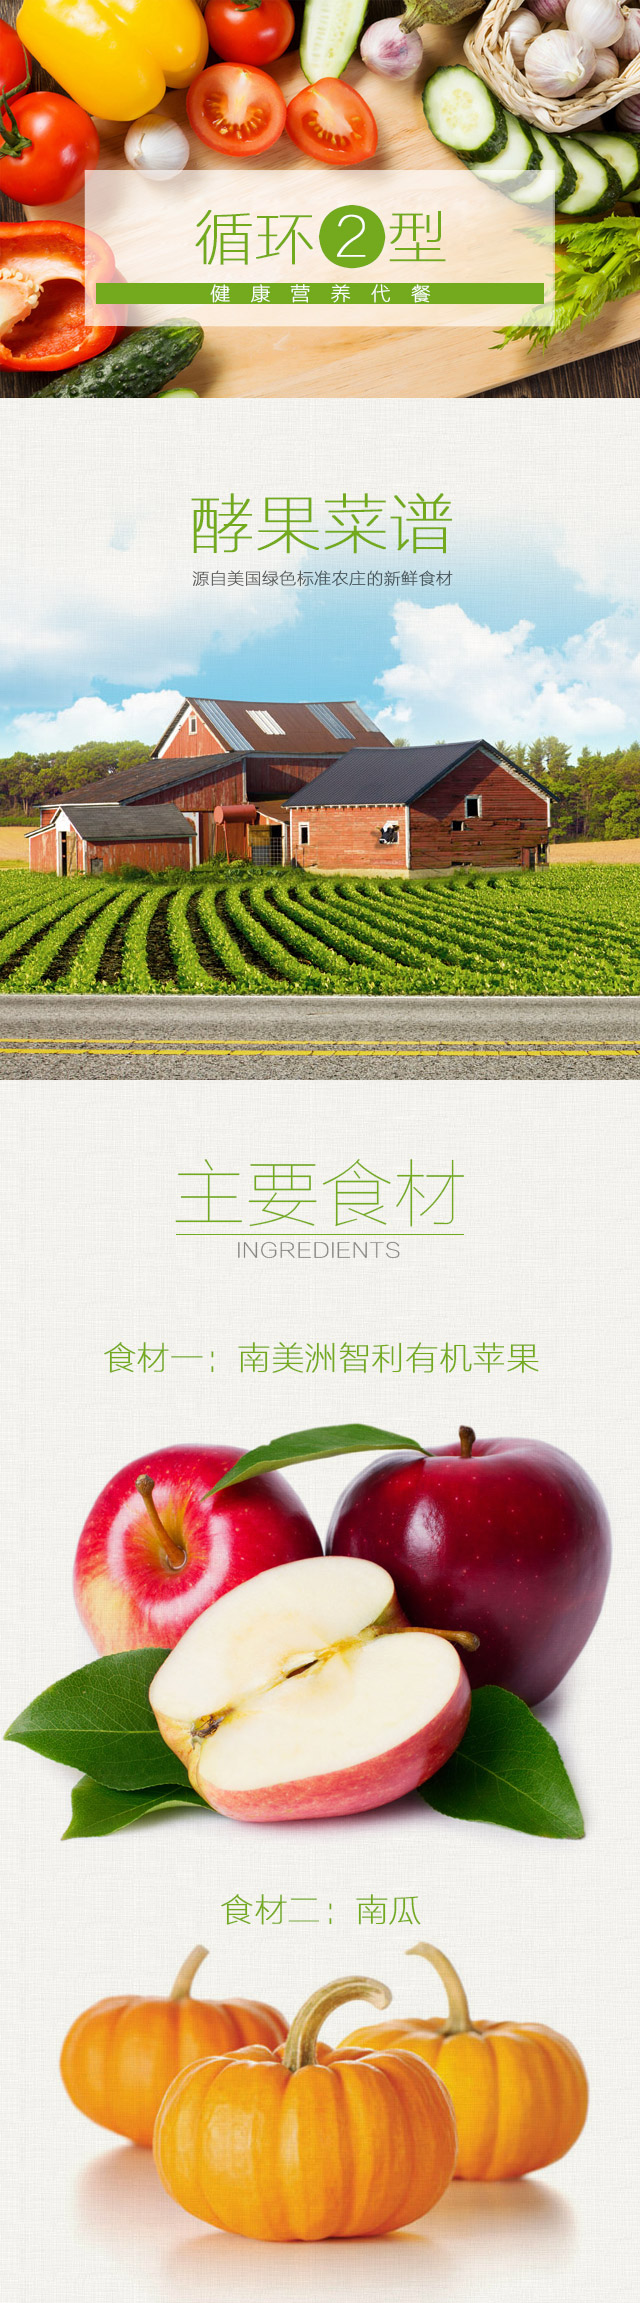 循环2型
健康营养代餐
酵果菜谱
源自美国绿色标准农庄的新鲜食材
主要食材
INGREDIENTS
食材一：南美洲智利有机苹果
食材二：南瓜